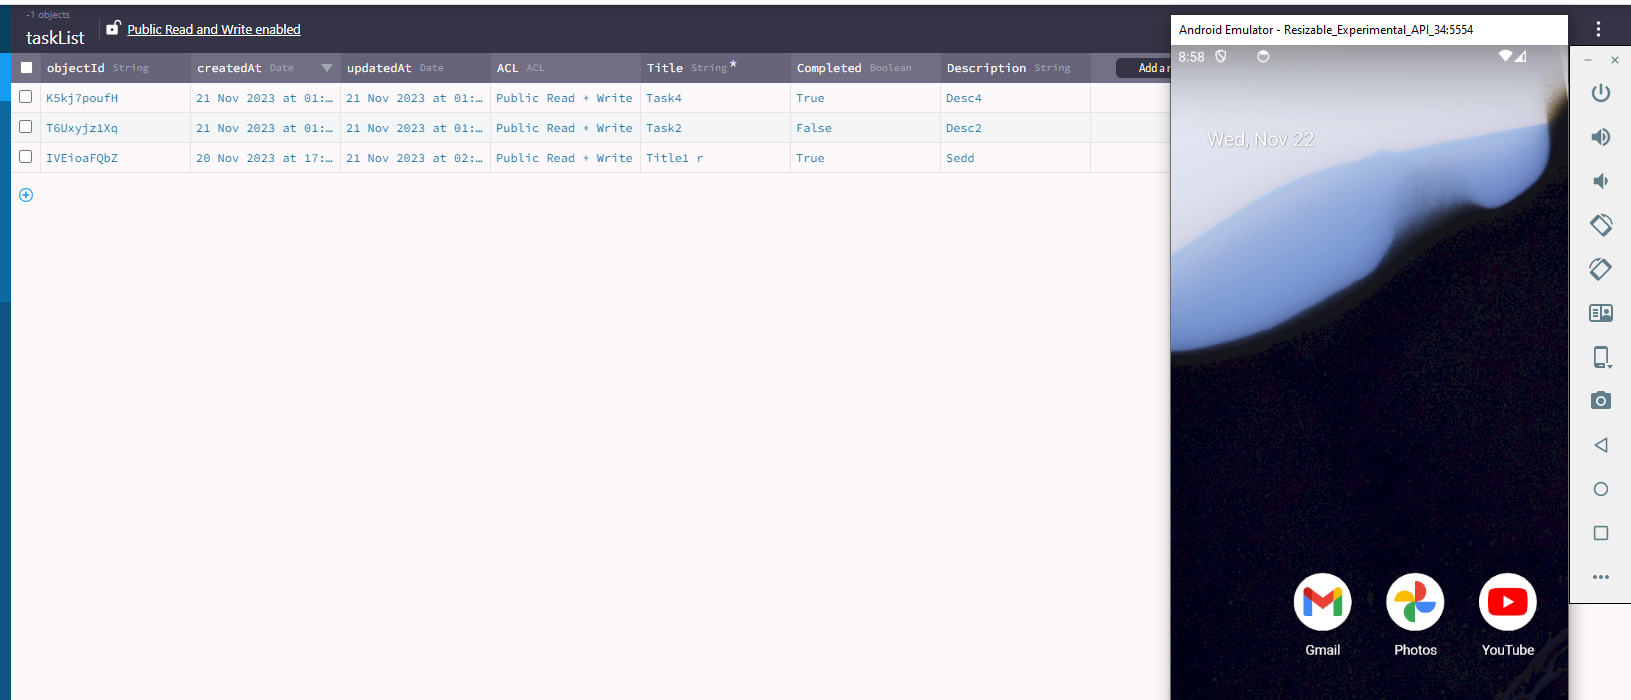 -1 objects
taskList
Public Read and Write enabled
objectId String createdAt Date updatedAt Date ACL ACL Title String* Completed Boolean Description String Add a
K5kj7poufH 21 Nov 2023 at 01:… 21 Nov 2023 at 01:… Public Read + Write Task4 True Desc4
T6Uxyjz1Xq 21 Nov 2023 at 01:… 21 Nov 2023 at 01:… Public Read + Write Task2 False Desc2
IVEioaFQbZ 20 Nov 2023 at 17:… 21 Nov 2023 at 02:… Public Read + Write Title1 r True Sedd
Android Emulator - Resizable_Experimental_API_34:5554
8:58
Wed, Nov 22
Gmail Photos YouTube